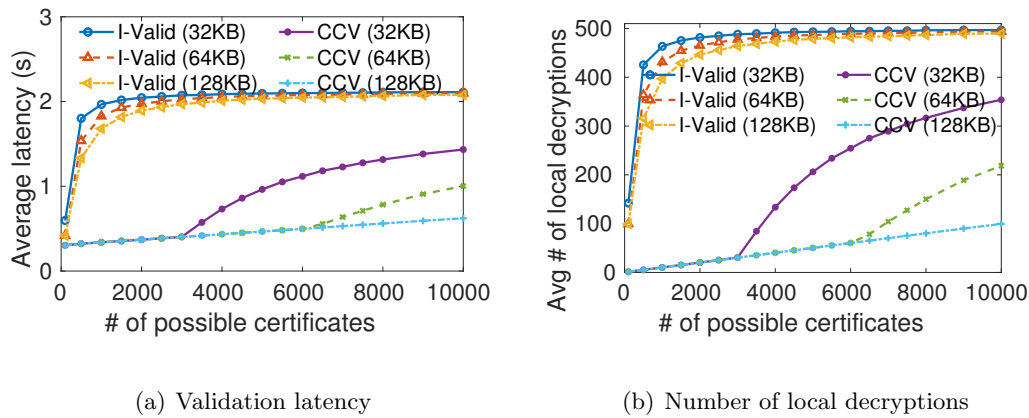 3
2
1
0
Average latency (s)
I-Valid (32KB)
I-Valid (64KB)
I-Valid (128KB)
CCV (32KB)
CCV (64KB)
CCV (128KB)
0 2000 4000 6000 8000 10000
# of possible certificates
(a) Validation latency
500
400
300
200
100
0
Avg # of local decryptions
I-Valid (32KB)
I-Valid (64KB)
I-Valid (128KB)
CCV (32KB)
CCV (64KB)
CCV (128KB)
0 2000 4000 6000 8000 10000
# of possible certificates
(b) Number of local decryptions